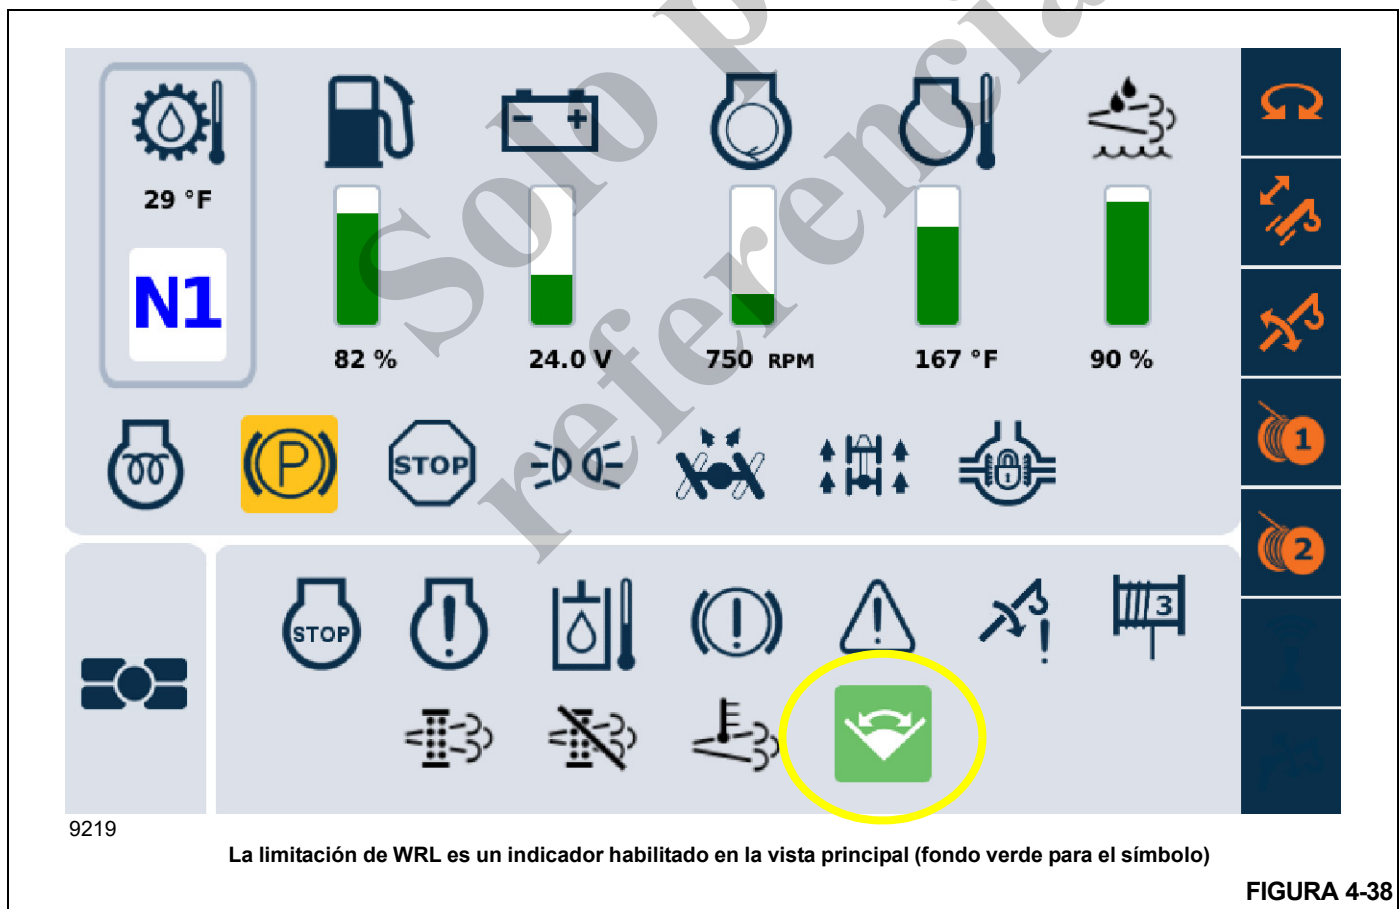 29 °F
N1
82 %
24.0 V
750 RPM
167 °F
90 %
P
STOP
1
2
STOP
3
9219
La limitación de WRL es un indicador habilitado en la vista principal (fondo verde para el símbolo)
FIGURA 4-38
Solo p
referencia